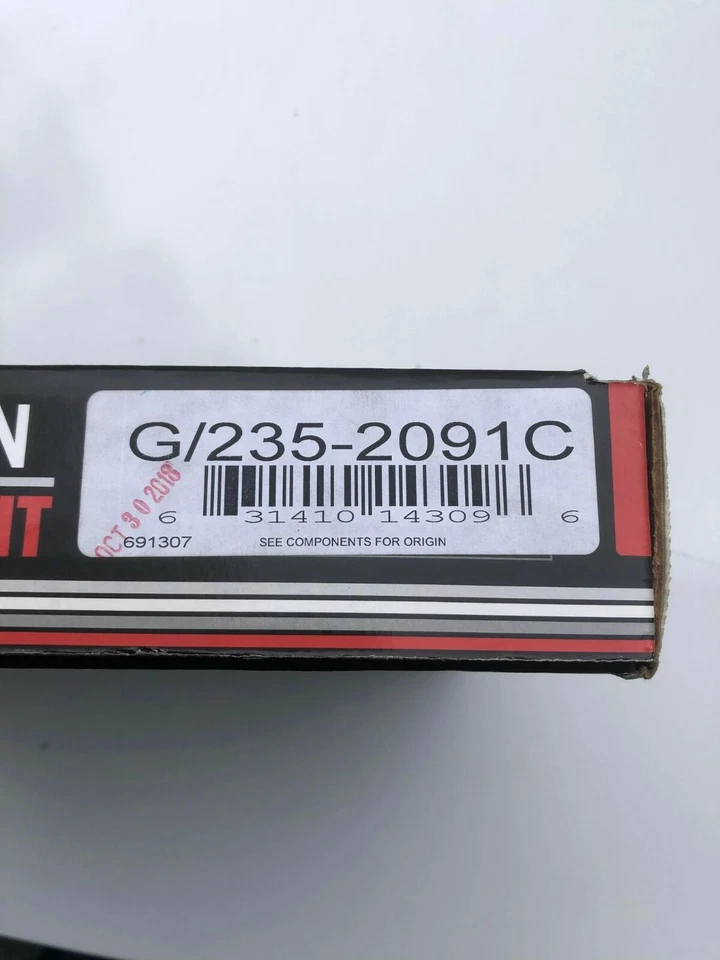 N
IT
G/235-2091C
OCT 30 2018
6 31410 14309 6
691307 SEE COMPONENTS FOR ORIGIN